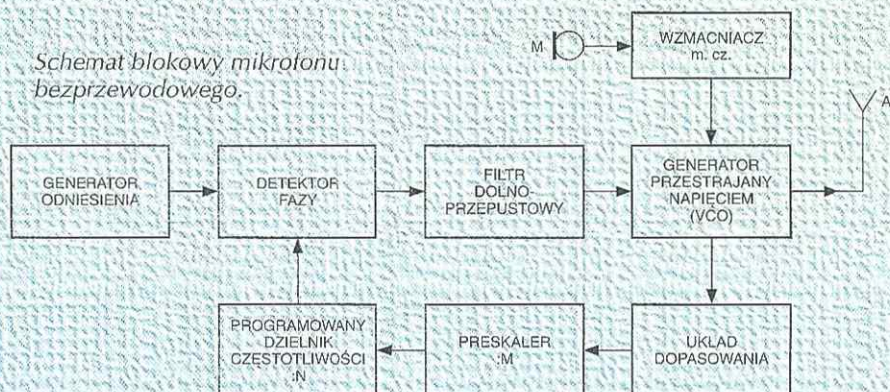 Schemat blokowy mikrofonu
bezprzewodowego.
M
WZMACNIACZ
m. cz.
A
GENERATOR
ODNIESIENIA
DETEKTOR
FAZY
FILTR
DOLNO-
PRZEPUSTOWY
GENERATOR
PRZESTRAJANY
NAPIĘCIEM
(VCO)
PROGRAMOWANY
DZIELNIK
CZĘSTOTLIWOŚCI
:N
PRESKALER
:M
UKŁAD
DOPASOWANIA